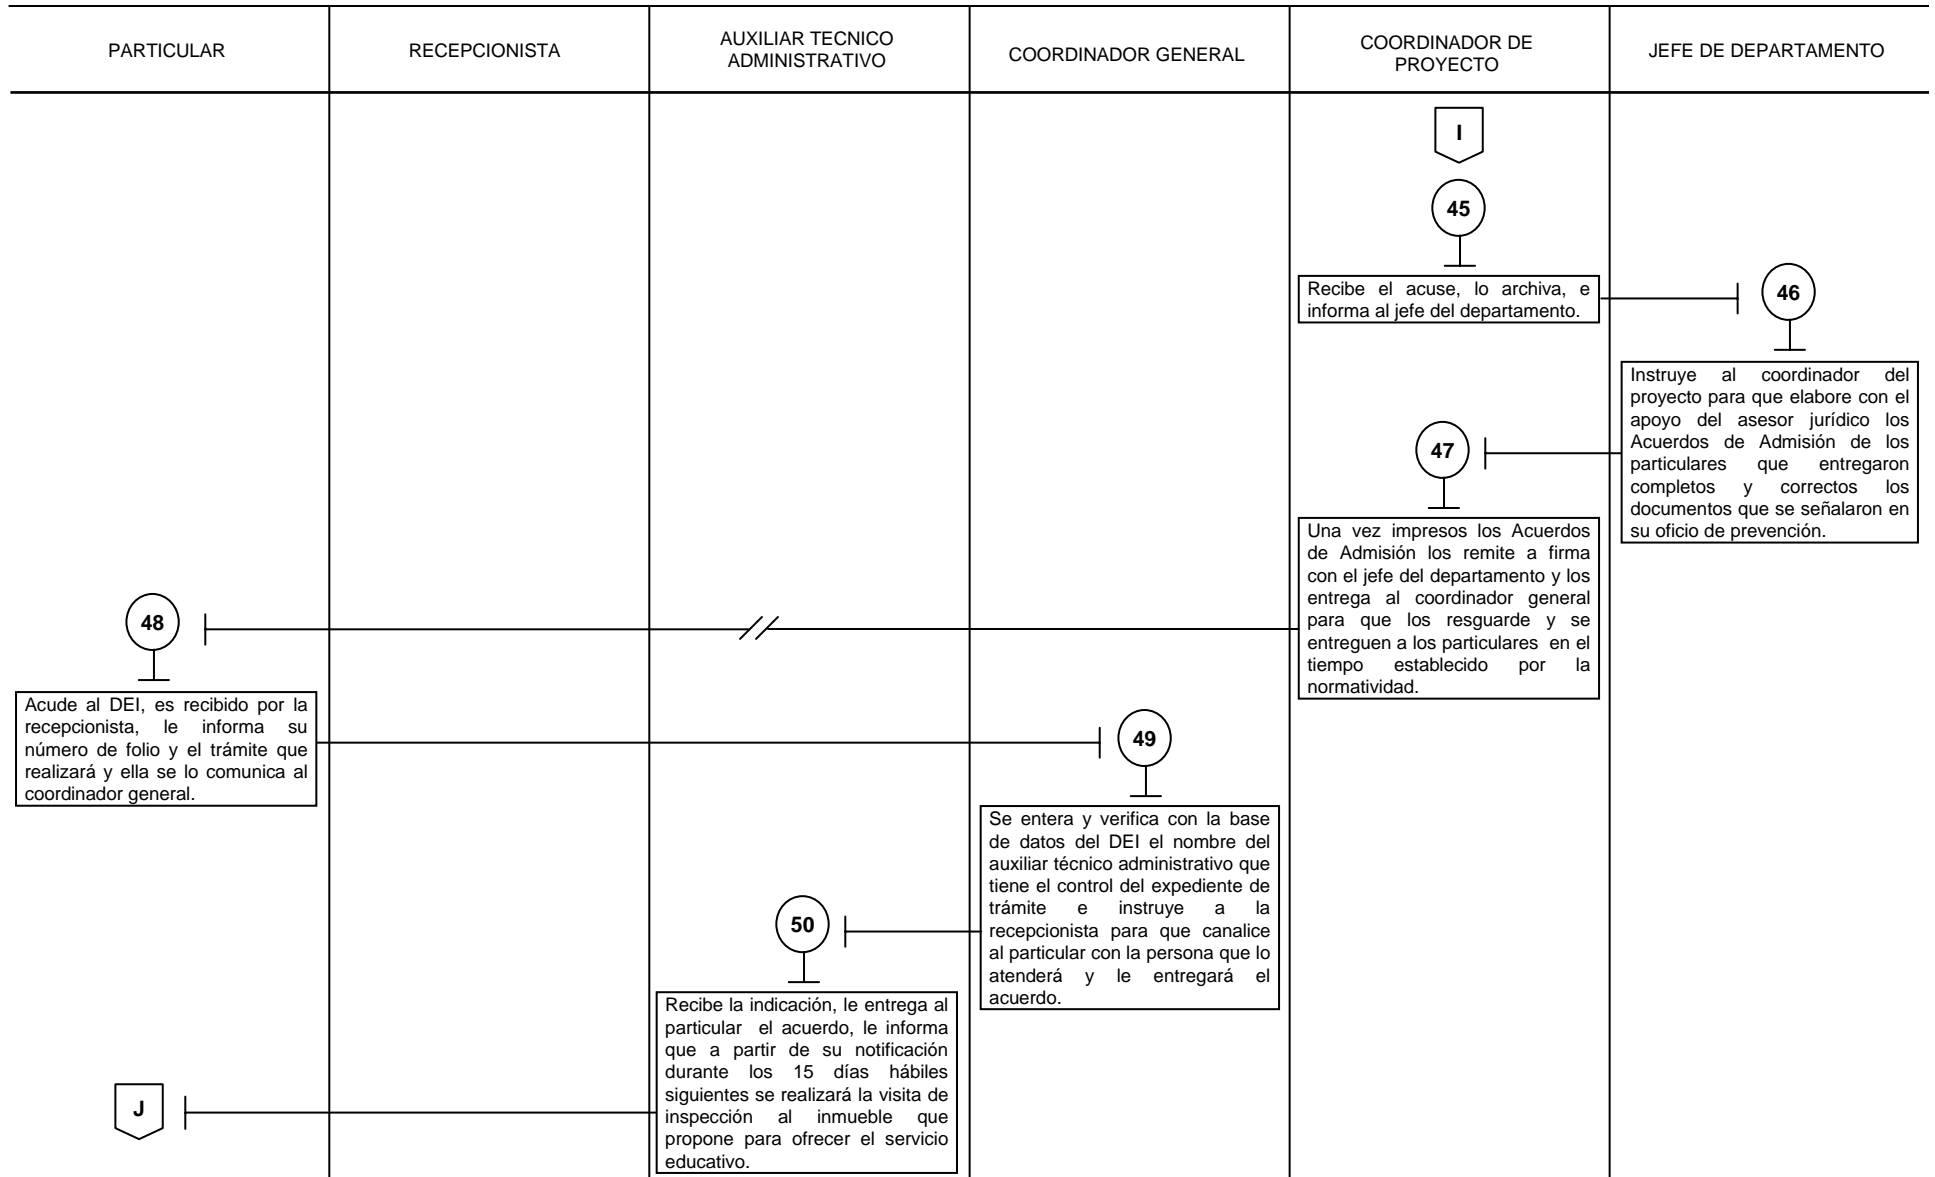 PARTICULAR
RECEPCIONISTA
AUXILIAR TECNICO
ADMINISTRATIVO
COORDINADOR GENERAL
COORDINADOR DE
PROYECTO
JEFE DE DEPARTAMENTO
I
45
Recibe el acuse, lo archiva, e
informa al jefe del departamento.
46
Instruye al coordinador del
proyecto para que elabore con el
apoyo del asesor jurídico los
Acuerdos de Admisión de los
particulares que entregaron
completos y correctos los
documentos que se señalaron en
su oficio de prevención.
47
Una vez impresos los Acuerdos
de Admisión los remite a firma
con el jefe del departamento y los
entrega al coordinador general
para que los resguarde y se
entreguen a los particulares en el
tiempo establecido por la
normatividad.
48
Acude al DEI, es recibido por la
recepcionista, le informa su
número de folio y el trámite que
realizará y ella se lo comunica al
coordinador general.
49
Se entera y verifica con la base
de datos del DEI el nombre del
auxiliar técnico administrativo que
tiene el control del expediente de
trámite e instruye a la
recepcionista para que canalice
al particular con la persona que lo
atenderá y le entregará el
acuerdo.
50
Recibe la indicación, le entrega al
particular el acuerdo, le informa
que a partir de su notificación
durante los 15 días hábiles
siguientes se realizará la visita de
inspección al inmueble que
propone para ofrecer el servicio
educativo.
J